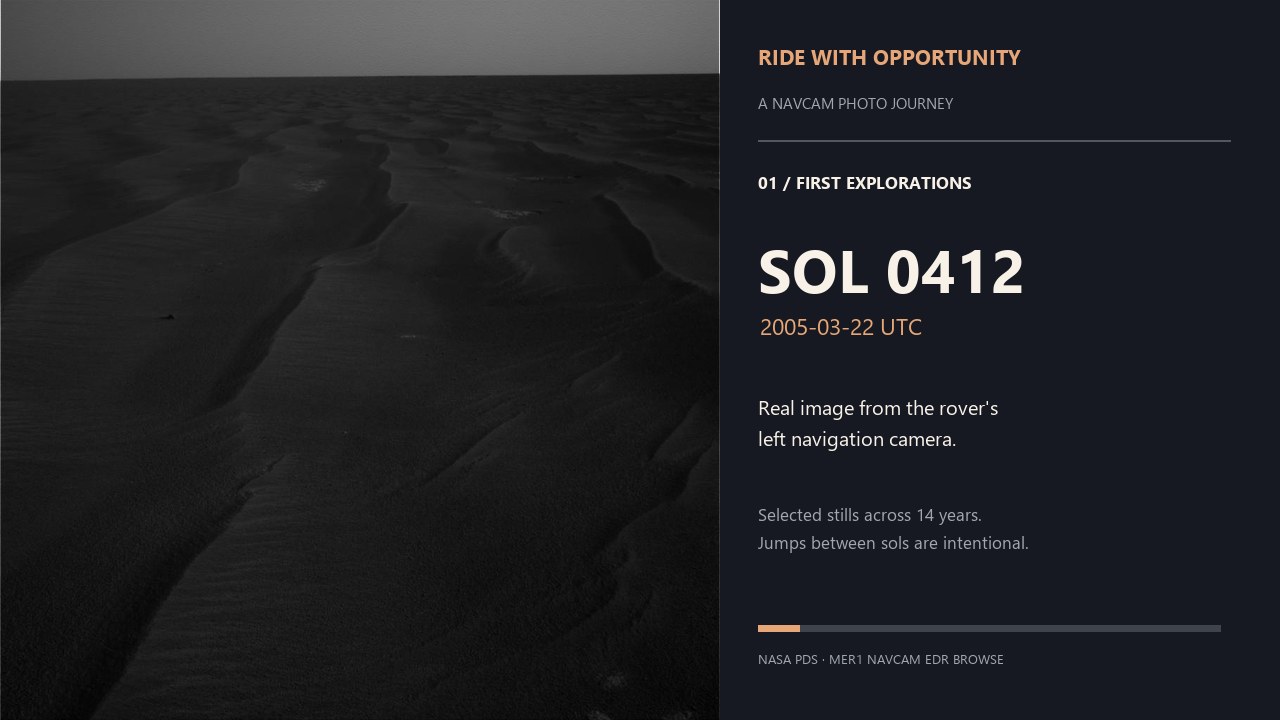 RIDE WITH OPPORTUNITY
A NAVCAM PHOTO JOURNEY
01 / FIRST EXPLORATIONS
SOL 0412
2005-03-22 UTC
Real image from the rover's
left navigation camera.
Selected stills across 14 years.
Jumps between sols are intentional.
NASA PDS · MER1 NAVCAM EDR BROWSE